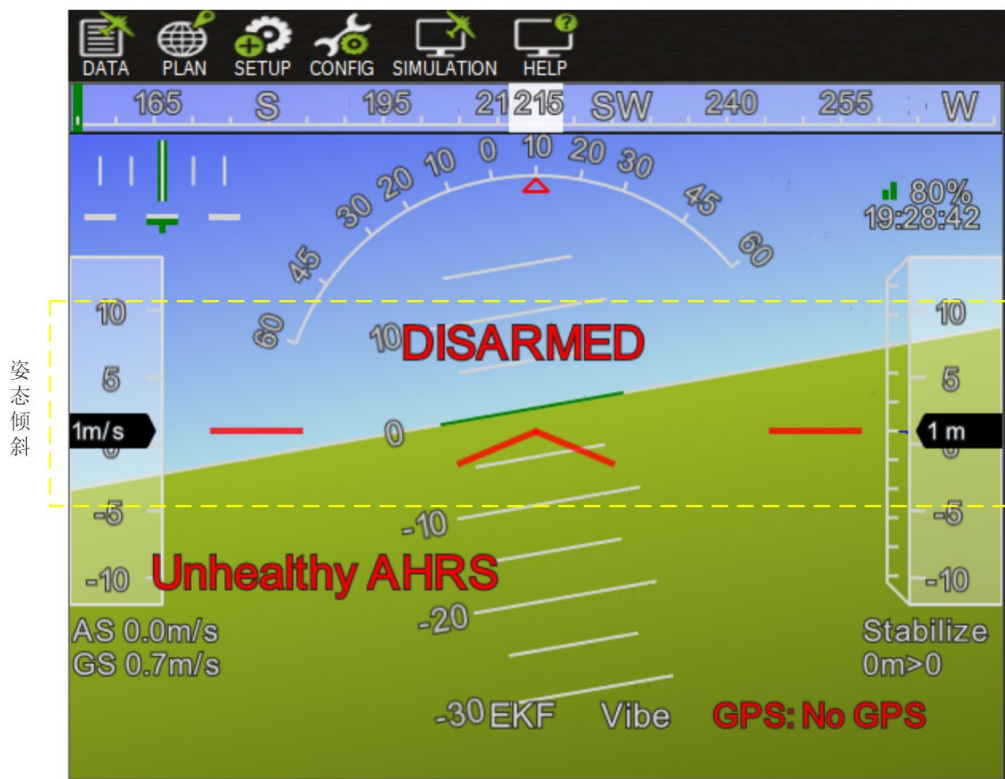 DATA PLAN SETUP CONFIG SIMULATION HELP
165 S 195 21 215 SW 240 255 W
60 45 30 20 10 0 10 20 30 45 60
80%
19:28:42
10 10 10
DISARMED
5 5
姿态倾斜
1m/s 0 1 m
0 0
-5 -10 -5
Unhealthy AHRS
-10 -10
-20
AS 0.0m/s Stabilize
GS 0.7m/s 0m>0
-30 EKF Vibe GPS: No GPS